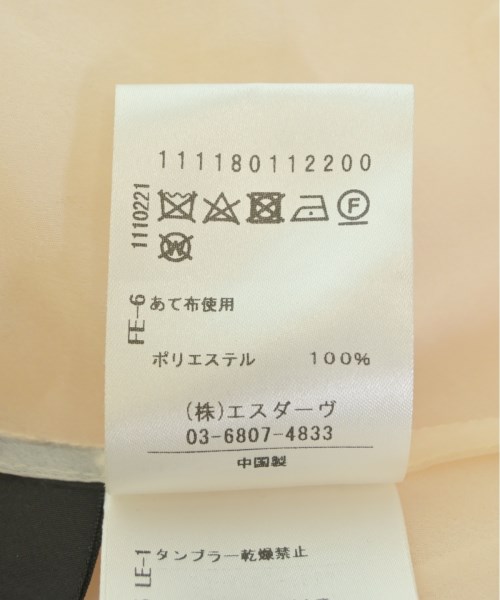 111180112200
1110221
F
W
FE-6
あて布使用
ポリエステル 100%
(株)エスダーヴ
03-6807-4833
中国製
LE-1
タンブラー乾燥禁止